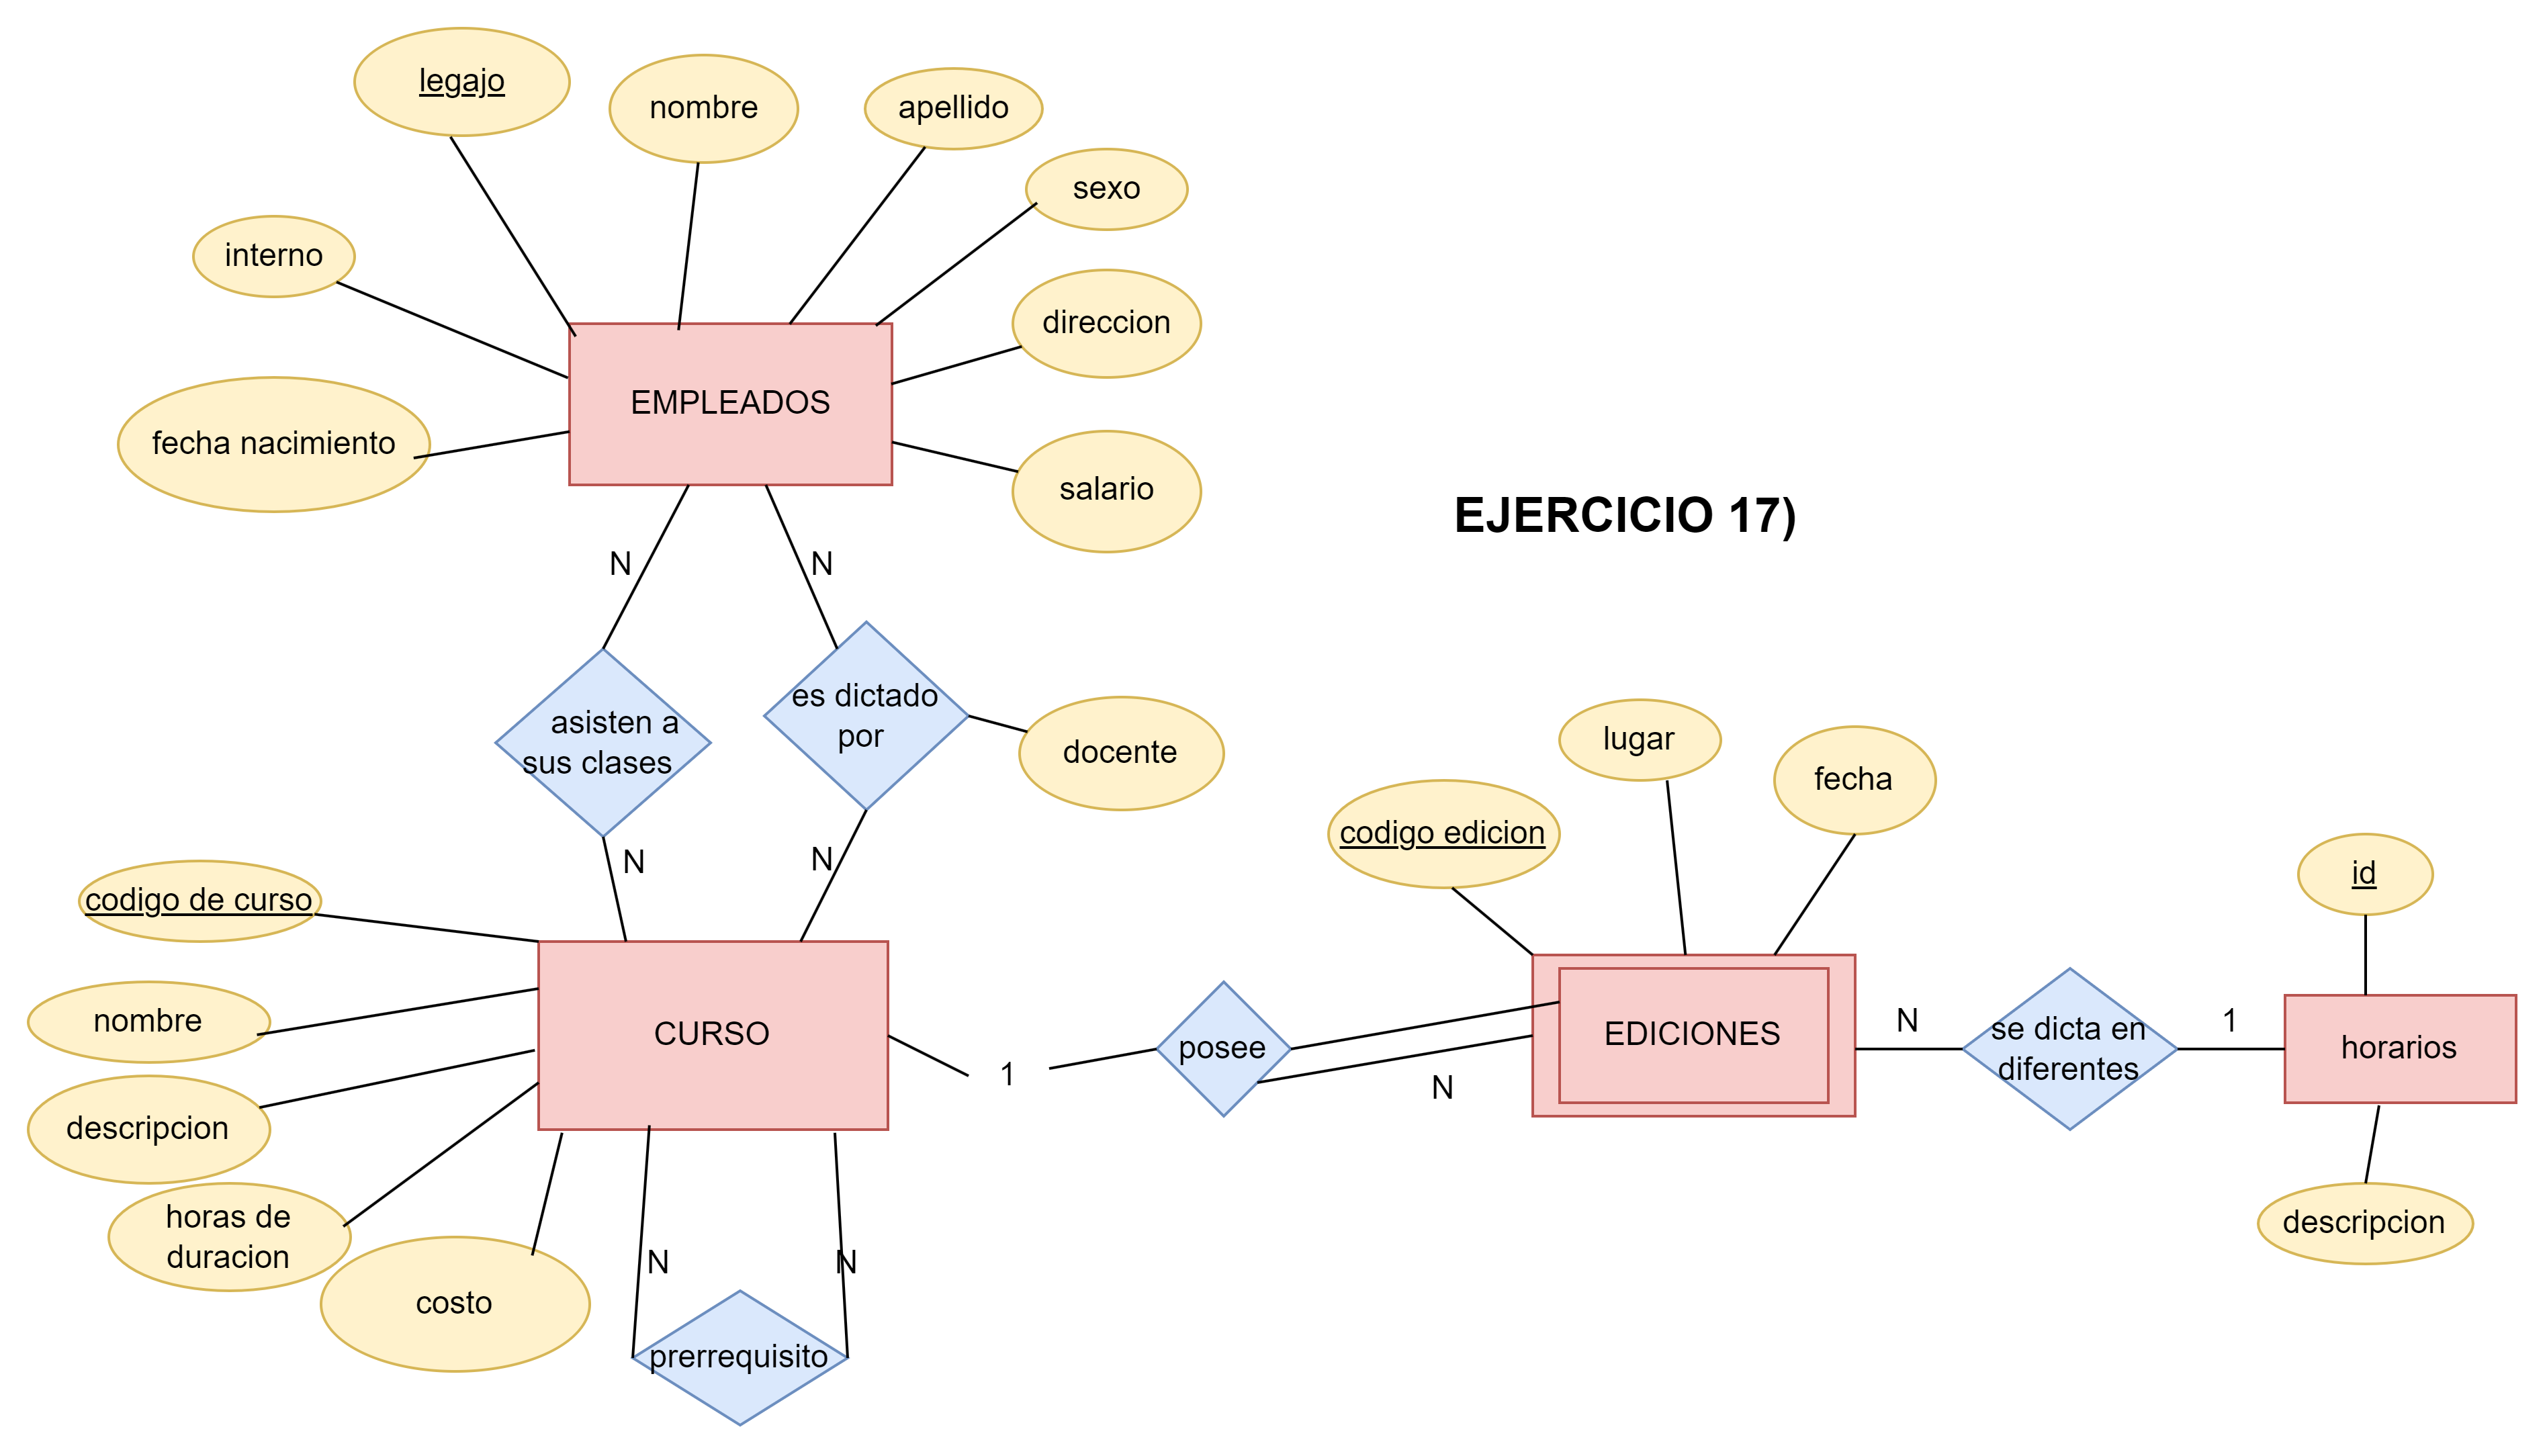 legajo
nombre
apellido
sexo
interno
direccion
fecha nacimiento
EMPLEADOS
salario
EJERCICIO 17)
N
N
asisten a
sus clases
es dictado
por
docente
lugar
fecha
codigo edicion
N
N
codigo de curso
id
nombre
CURSO
1
posee
N
EDICIONES
N
se dicta en
diferentes
1
horarios
descripcion
horas de
duracion
descripcion
N
N
costo
prerrequisito